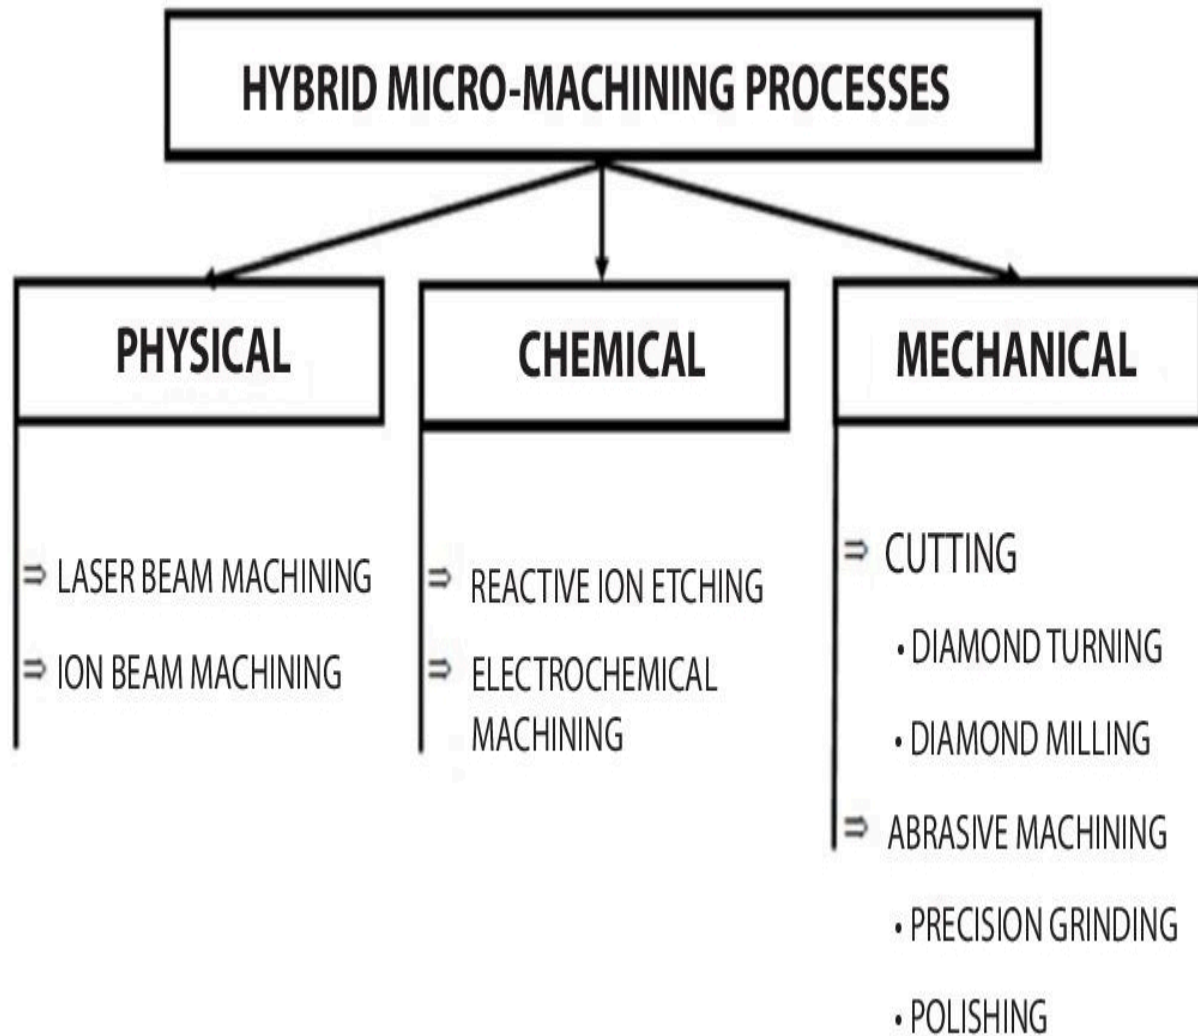 HYBRID MICRO-MACHINING PROCESSES
PHYSICAL
⇒ LASER BEAM MACHINING
⇒ ION BEAM MACHINING
CHEMICAL
⇒ REACTIVE ION ETCHING
⇒ ELECTROCHEMICAL
MACHINING
MECHANICAL
⇒ CUTTING
• DIAMOND TURNING
• DIAMOND MILLING
⇒ ABRASIVE MACHINING
• PRECISION GRINDING
• POLISHING